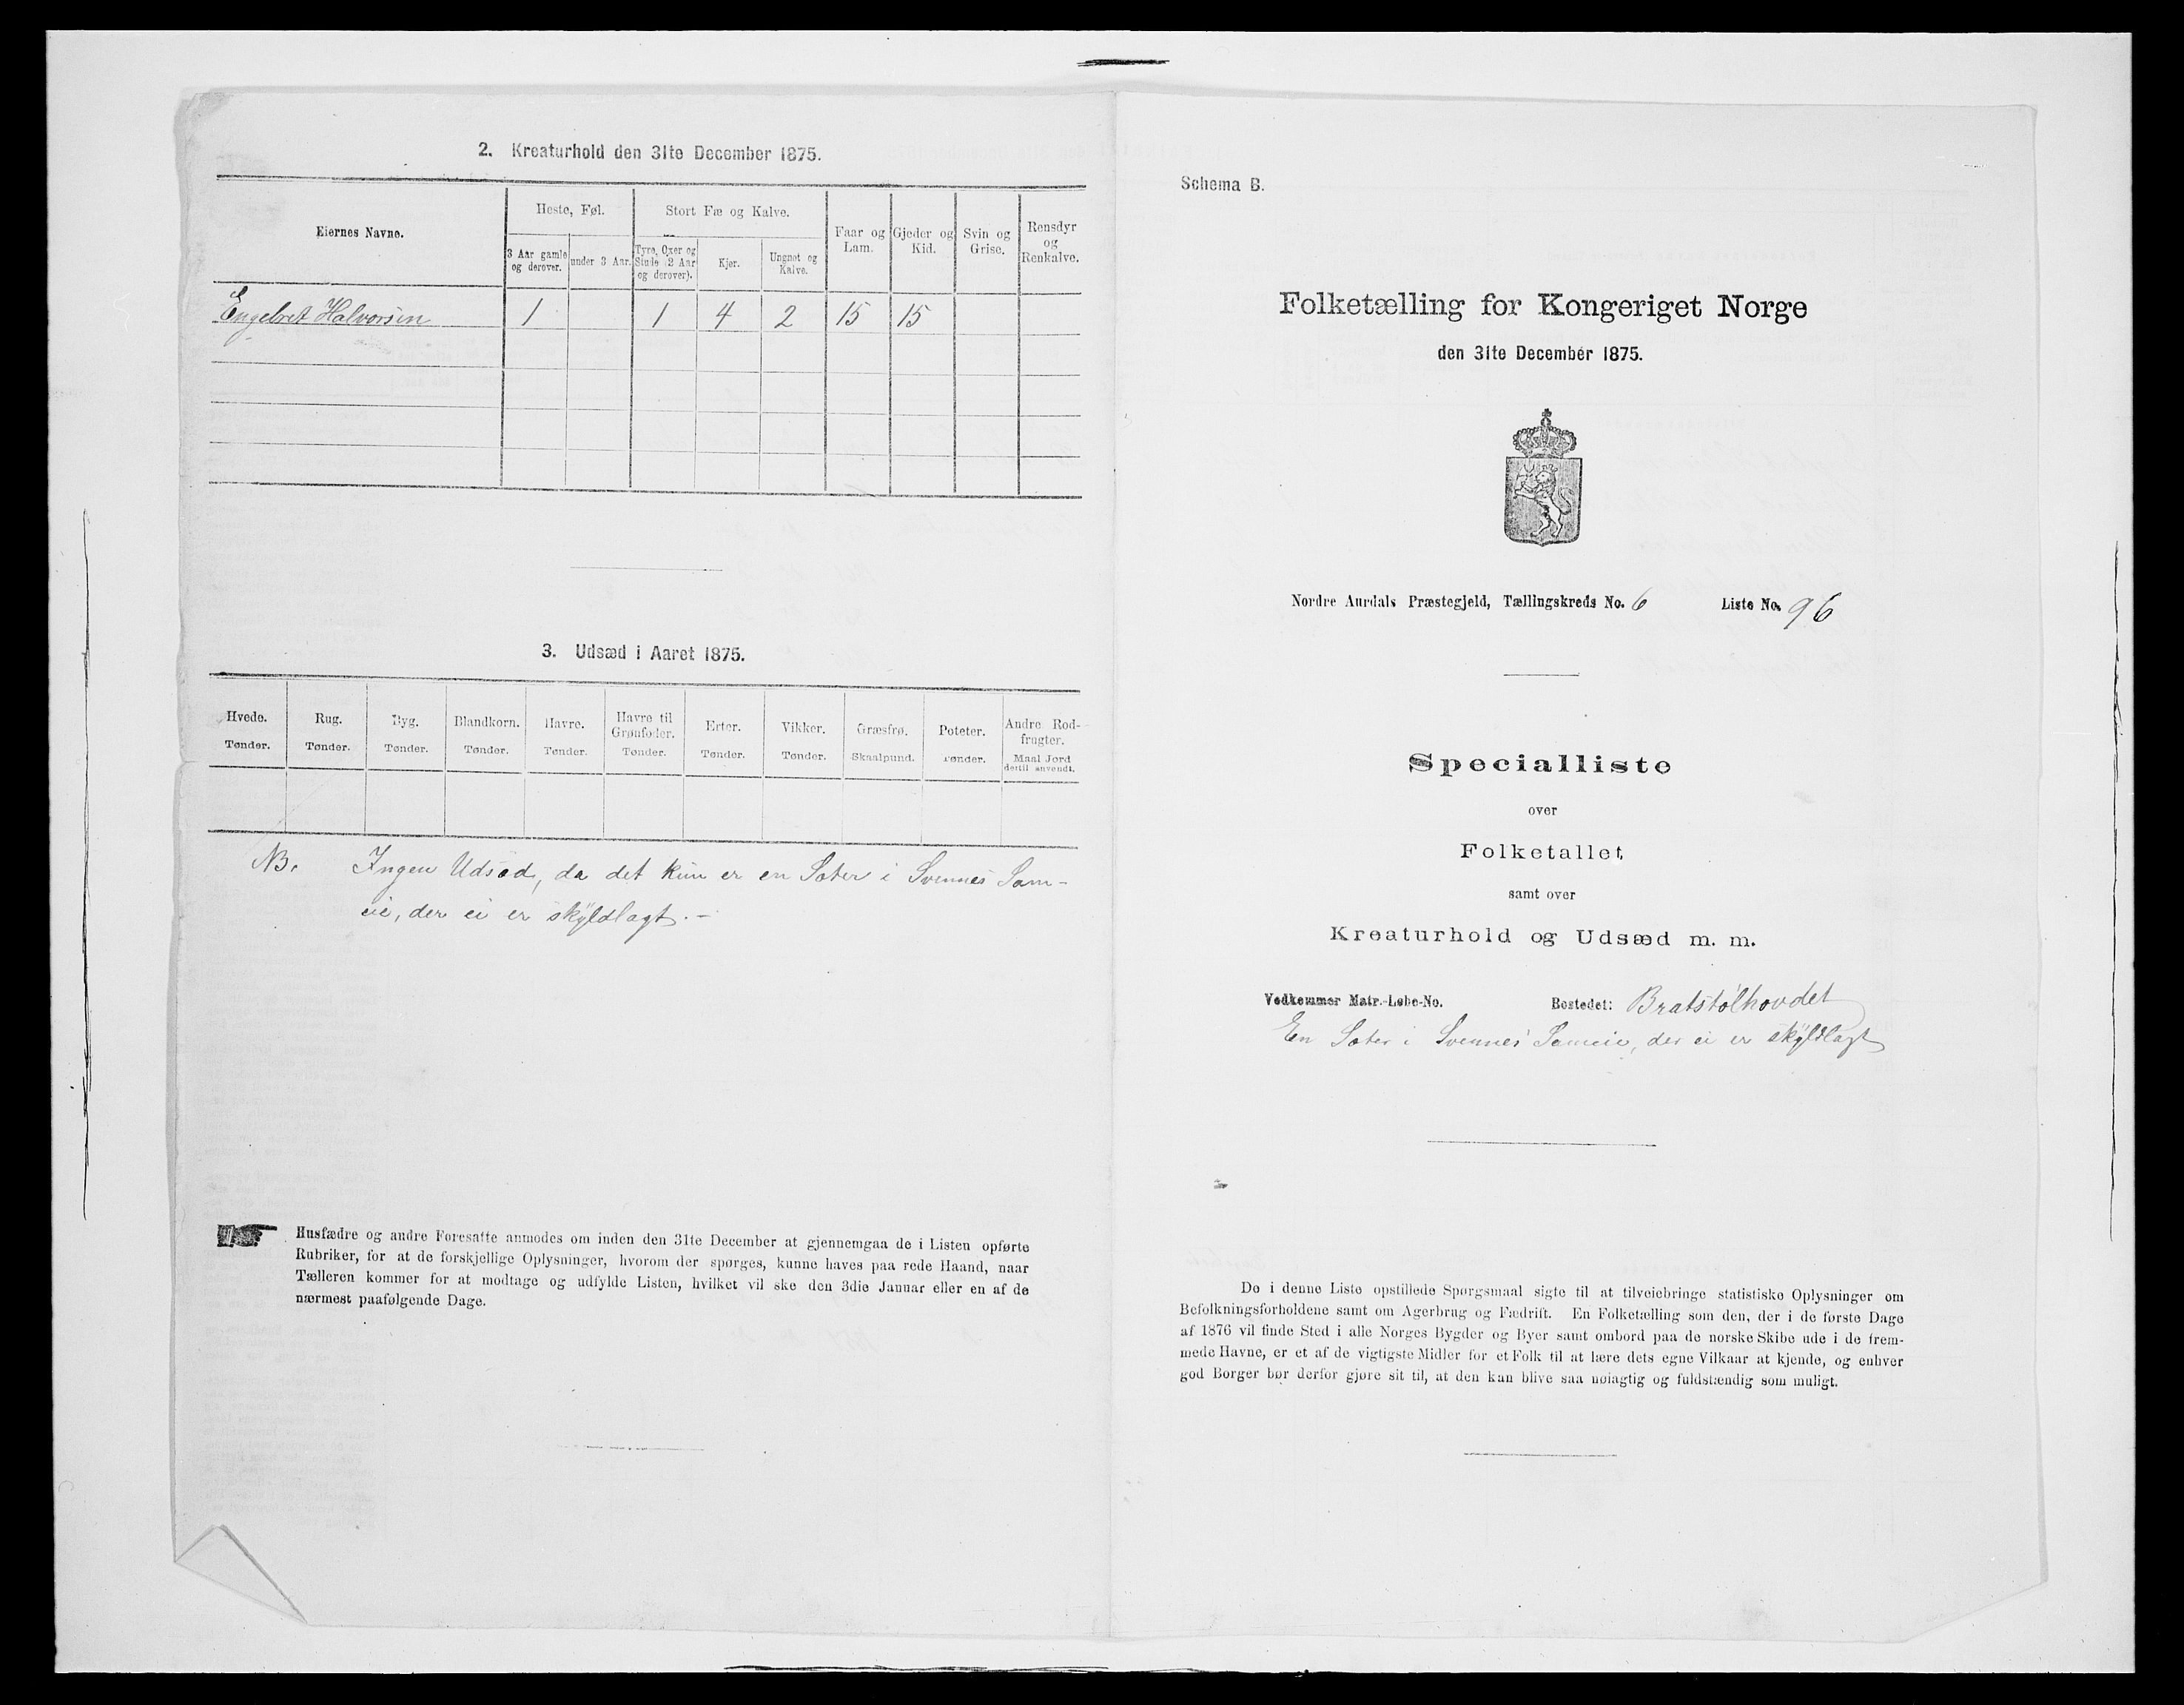 2. Kreaturhold den 31te December 1875.
Eiernes Navne.
Heste, Føl.
Stort Fæ og Kalve.
3 Aar gamle og derover.
under 3 Aar.
Tyre, Oxer og Stude (2 Aar og derover).
Kjør.
Ungnøt og Kalve.
Faar og Lam.
Gjeder og Kid.
Svin og Grise.
Rensdyr og Renkalve.
Engebret Halvorsen 1 1 4 2 15 15
3. Udsæd i Aaret 1875.
Hvede. Rug. Byg. Blandkorn. Havre. Havre til Grønfoder. Erter. Vikker. Græsfrø. Poteter. Andre Rodfrugter.
Tønder. Tønder. Tønder. Tønder. Tønder. Tønder. Tønder. Tønder. Skaalpund. Tønder. Maal Jord dertil anvendt.
NB. Ingen Udsæd, da det kun er en Sæter i Svennes Sam-
eie, der ei er skyldlagt. –
Husfædre og andre Foresatte anmodes om inden den 31te December at gjennemgaa de i Listen opførte
Rubriker, for at de forskjellige Oplysninger, hvorom der spørges, kunne haves paa rede Haand, naar
Tælleren kommer for at modtage og udfylde Listen, hvilket vil ske den 3die Januar eller en af de
nærmest paafølgende Dage.
Schema B.
Folketælling for Kongeriget Norge
den 31te December 1875.
Nordre Aurdals Præstegjeld, Tællingskreds No. 6 Liste No. 96
Specialliste
over
Folketallet
samt over
Kreaturhold og Udsæd m. m.
Vedkommer Matr.-Løbe-No. Bostedet: Bratstølhovdet
En Sæter i Svennes Sameie, der ei er skyldlagt
De i denne Liste opstillede Spørgsmaal sigte til at tilveiebringe statistiske Oplysninger om
Befolkningsforholdene samt om Agerbrug og Fædrift. En Folketælling som den, der i de første Dage
af 1876 vil finde Sted i alle Norges Bygder og Byer samt ombord paa de norske Skibe ude i de frem-
mede Havne, er et af de vigtigste Midler for et Folk til at lære dets egne Vilkaar at kjende, og enhver
god Borger bør derfor gjøre sit til, at den kan blive saa nøiagtig og fuldstændig som muligt.